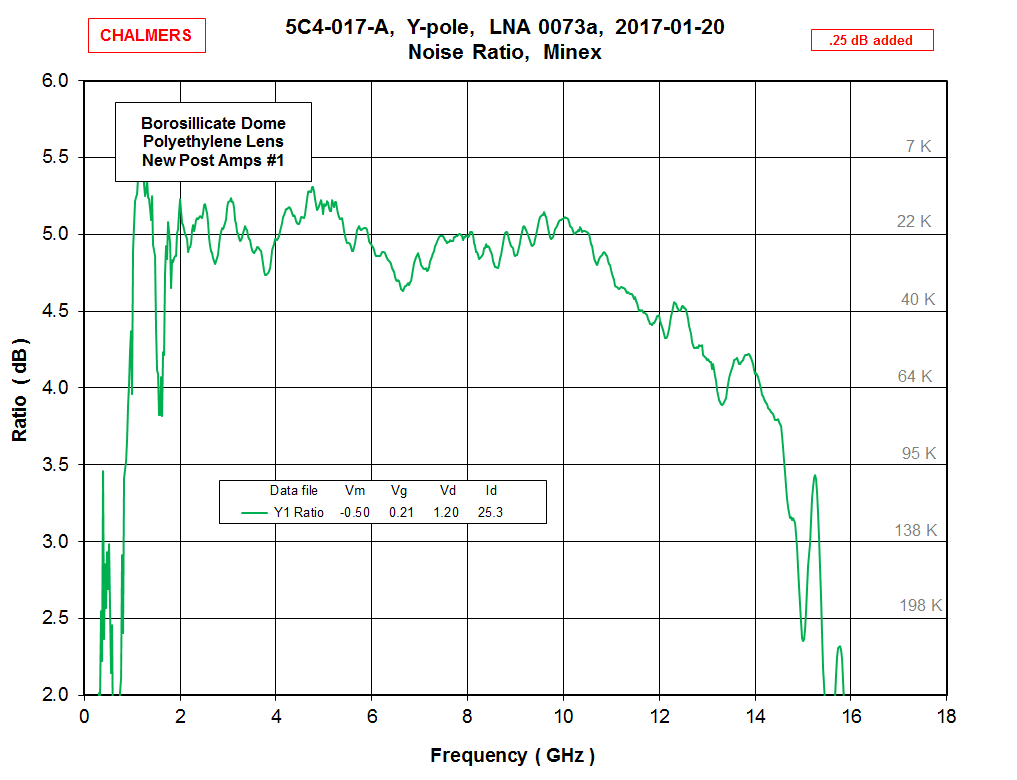 CHALMERS
5C4-017-A, Y-pole, LNA 0073a, 2017-01-20
Noise Ratio, Minex
.25 dB added
Borosillicate Dome
Polyethylene Lens
New Post Amps #1
6.0
5.5
5.0
4.5
4.0
3.5
3.0
2.5
2.0
Ratio ( dB )
7 K
22 K
40 K
64 K
95 K
138 K
198 K
Data file Vm Vg Vd Id
Y1 Ratio -0.50 0.21 1.20 25.3
0 2 4 6 8 10 12 14 16 18
Frequency ( GHz )